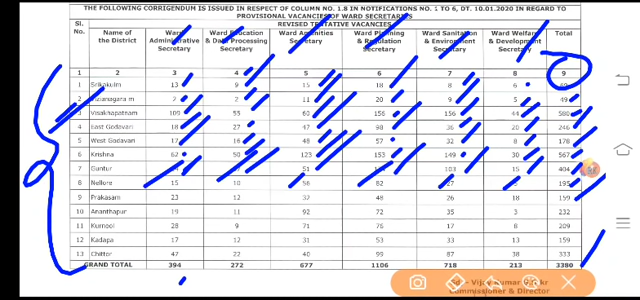 THE FOLLOWING CORRIGENDUM IS ISSUED IN RESPECT OF COLUMN NO. 1.8 IN NOTIFICATIONS NO. 1 TO 6, DT. 10.01.2020 IN REGARD TO
PROVISIONAL VACANCIES OF WARD SECRETARIES
REVISED TENTATIVE VACANCIES
Sl. No. Name of the District Ward Administrative Secretary Ward Education & Data Processing Secretary Ward Amenities Secretary Ward Planning & Regulation Secretary Ward Sanitation & Environment Secretary Ward Welfare & Development Secretary Total
1 2 3 4 5 6 7 8 9
1 Srikakulm 13 9 15 18 8 6
2 Vizianagara m 2 2 11 20 9 5 49
3 Visakhapatnam 109 55 60 156 156 44 580
4 East Godavari 18 27 47 98 36 20 246
5 West Godavari 17 16 48 57 32 8 178
6 Krishna 62 50 123 153 149 30 567
7 Guntur 51 103 15 404
8 Nellore 15 10 56 82 27 5 195
9 Prakasam 23 12 32 48 26 18 159
10 Ananthapur 19 11 92 72 35 3 232
11 Kurnool 28 9 71 76 17 8 209
12 Kadapa 17 12 31 53 33 13 159
13 Chittor 47 22 40 99 87 38 333
GRAND TOTAL 394 272 677 1106 718 213 3380
Commissioner & Director